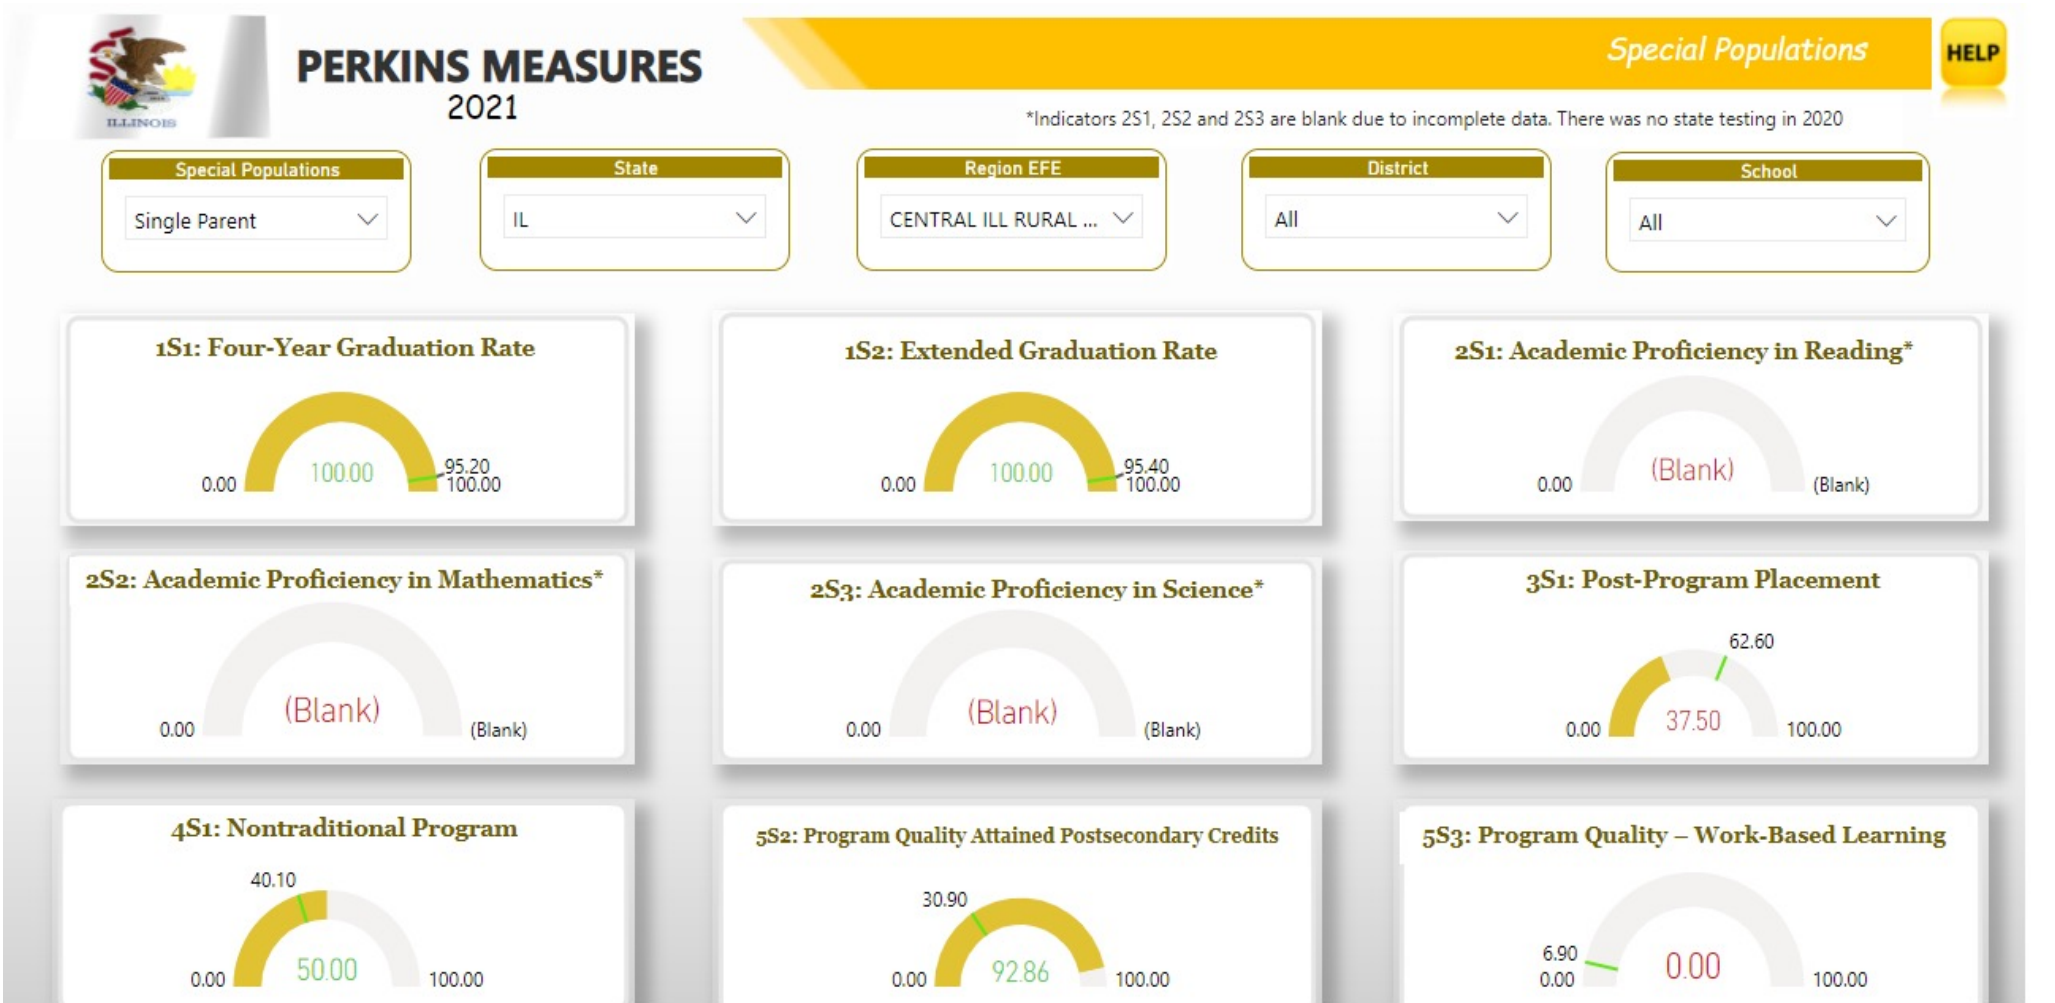 ILLINOIS
PERKINS MEASURES
2021
Special Populations
HELP
*Indicators 2S1, 2S2 and 2S3 are blank due to incomplete data. There was no state testing in 2020
Special Populations
Single Parent
State
IL
Region EFE
CENTRAL ILL RURAL ...
District
All
School
All
1S1: Four-Year Graduation Rate
0.00
100.00
95.20
100.00
1S2: Extended Graduation Rate
0.00
100.00
95.40
100.00
2S1: Academic Proficiency in Reading*
0.00
(Blank)
(Blank)
2S2: Academic Proficiency in Mathematics*
0.00
(Blank)
(Blank)
2S3: Academic Proficiency in Science*
0.00
(Blank)
(Blank)
3S1: Post-Program Placement
62.60
0.00
37.50
100.00
4S1: Nontraditional Program
40.10
0.00
50.00
100.00
5S2: Program Quality Attained Postsecondary Credits
30.90
0.00
92.86
100.00
5S3: Program Quality – Work-Based Learning
6.90
0.00
0.00
100.00